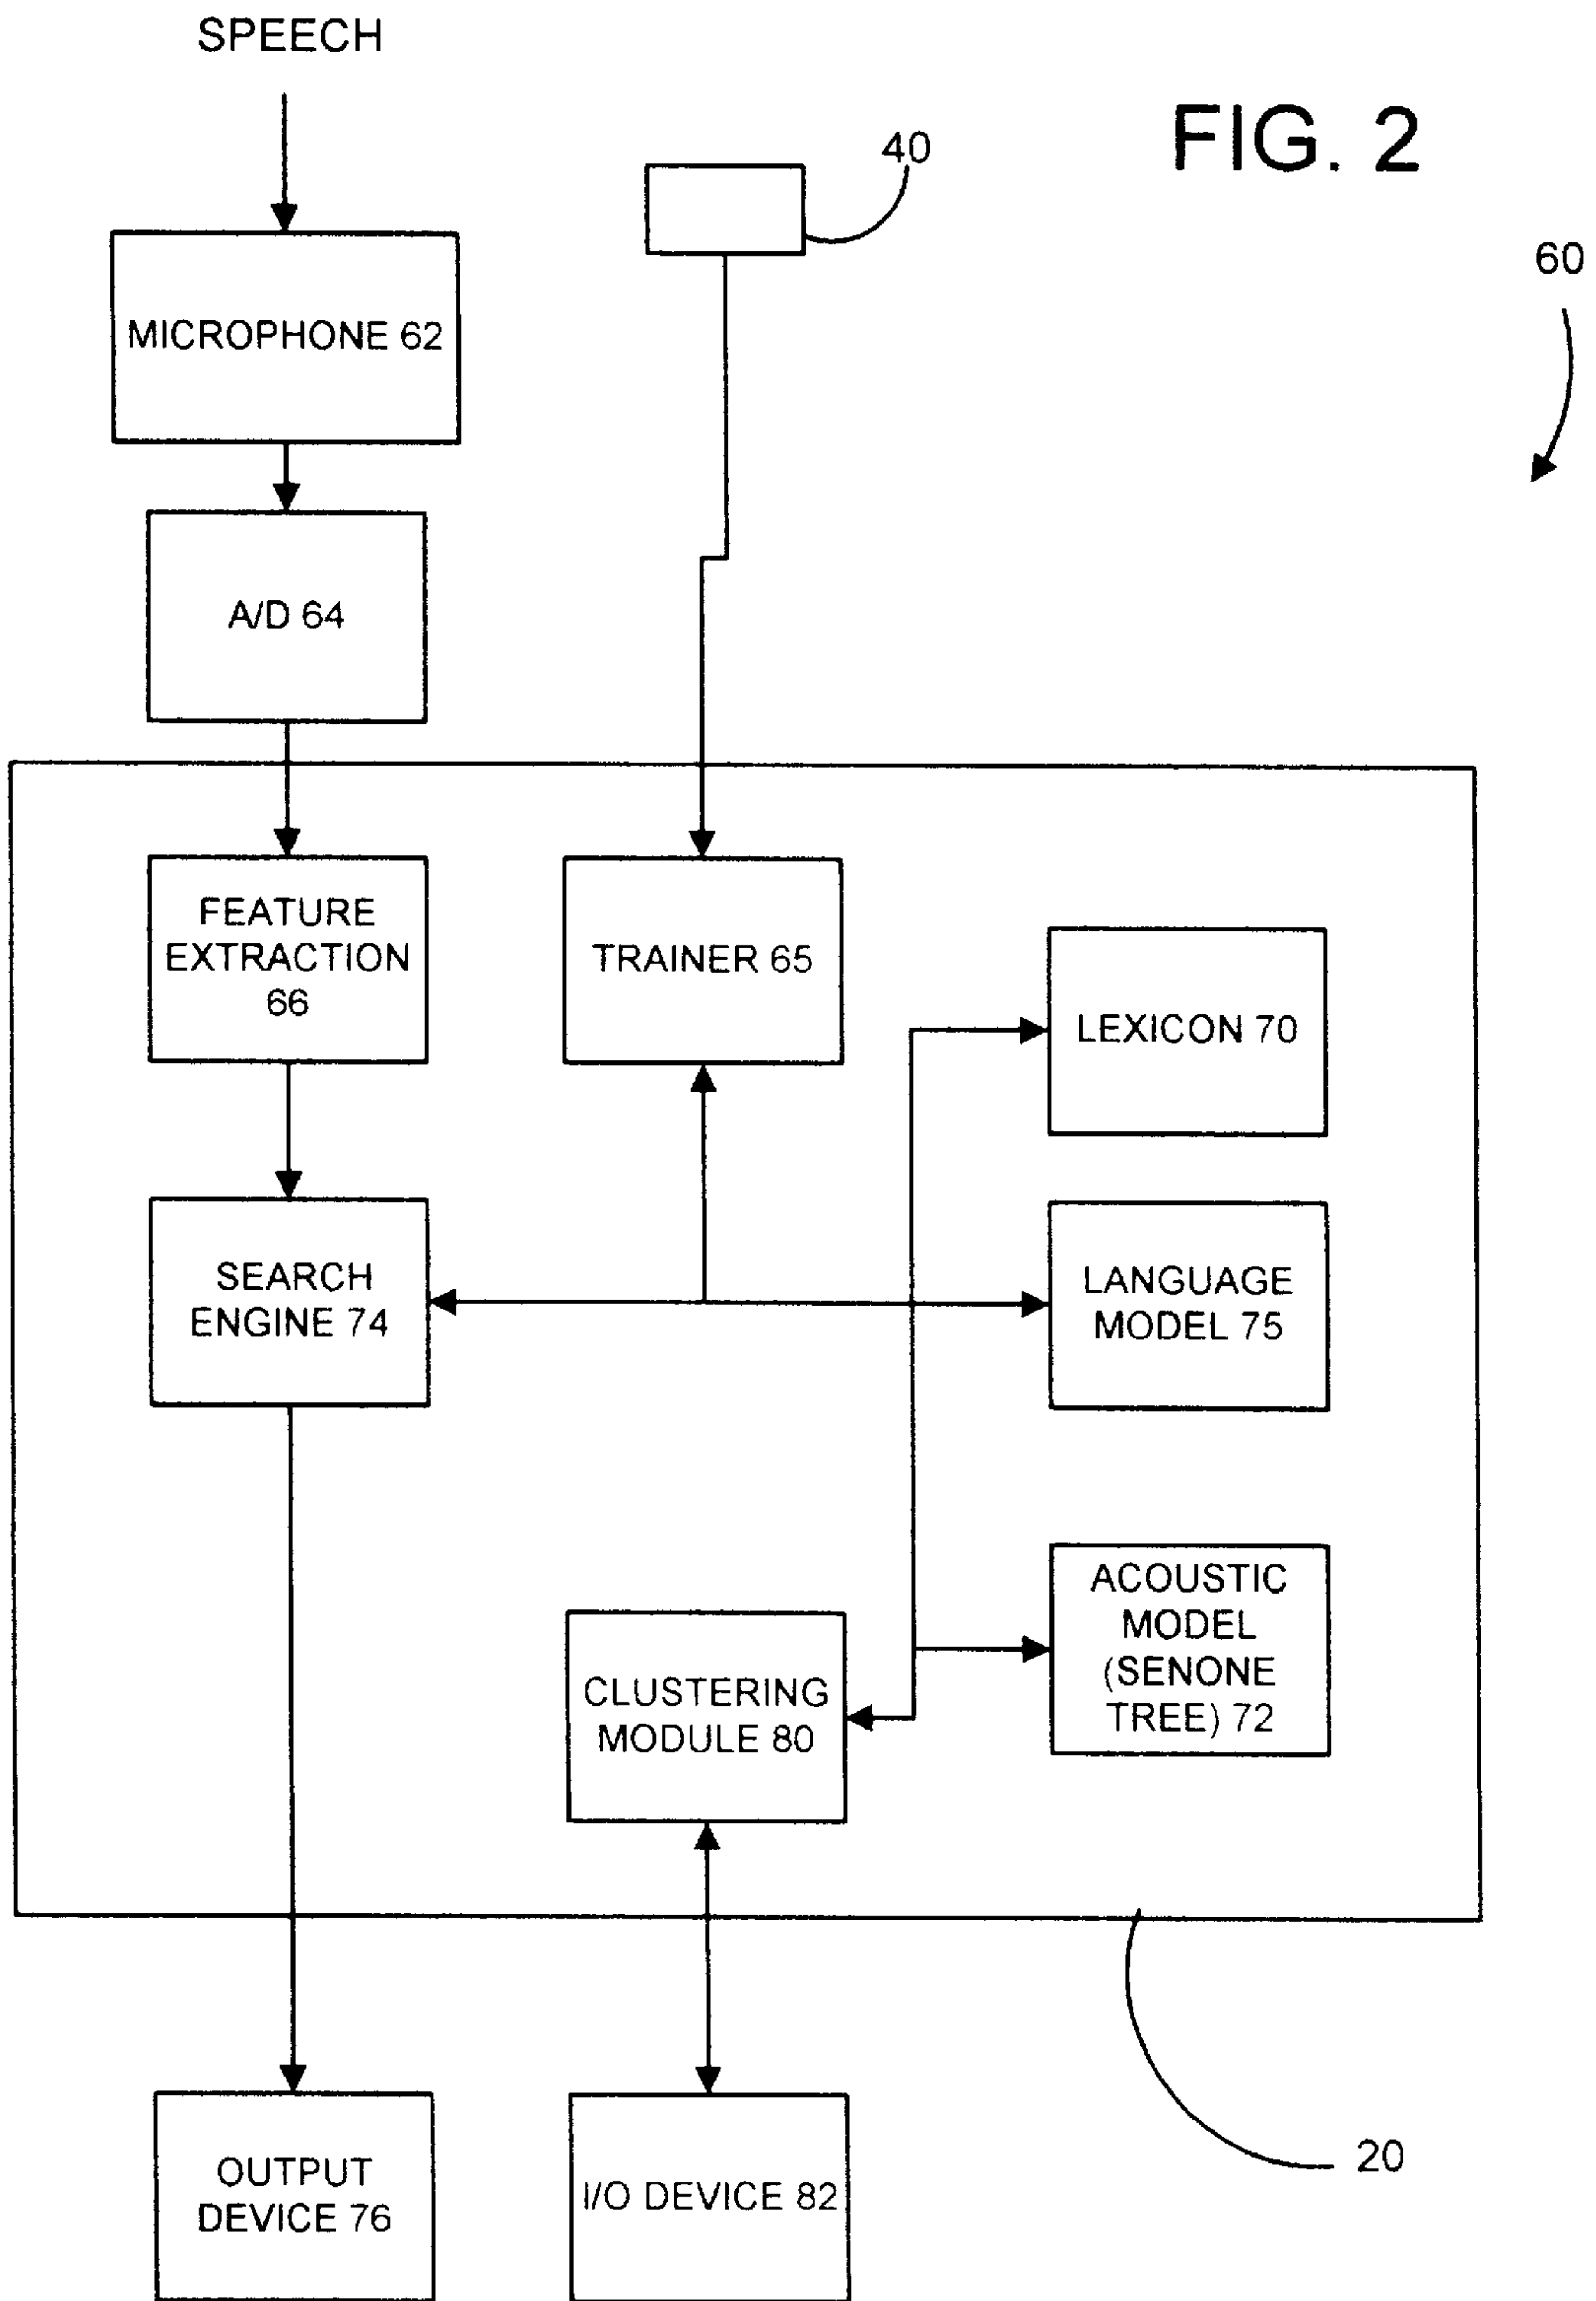 SPEECH
FIG. 2
40
60
MICROPHONE 62
A/D 64
FEATURE
EXTRACTION
66
TRAINER 65
LEXICON 70
SEARCH
ENGINE 74
LANGUAGE
MODEL 75
ACOUSTIC
MODEL
(SENONE
TREE) 72
CLUSTERING
MODULE 80
20
OUTPUT
DEVICE 76
I/O DEVICE 82